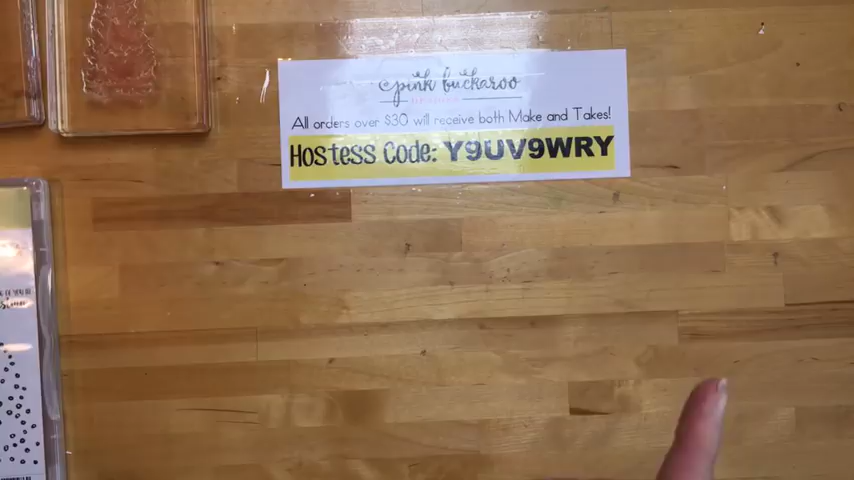 pink buckaroo
All orders over $30 will receive both Make and Takes!
Hostess Code: Y9UV9WRY